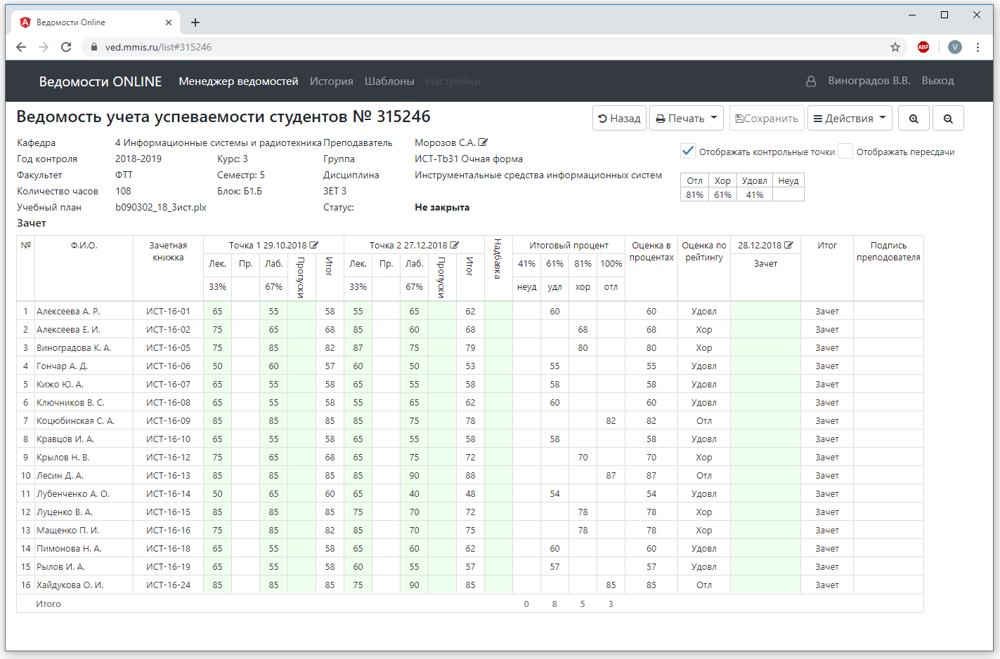 Ведомости Online
ved.mmis.ru/list#315246
ABP
V
Ведомости ONLINE Менеджер ведомостей История Шаблоны Настройки Виноградов В.В. Выход
Ведомость учета успеваемости студентов № 315246 Назад Печать Сохранить Действия
Кафедра 4 Информационные системы и радиотехника Преподаватель Морозов С.А.
Отображать контрольные точки Отображать пересдачи
Год контроля 2018-2019 Курс: 3 Группа ИСТ-Tb31 Очная форма
Факультет ФТТ Семестр: 5 Дисциплина Инструментальные средства информационных систем
Отл Хор Удовл Неуд
Количество часов 108 Блок: Б1.Б ЗЕТ 3
81% 61% 41%
Учебный план b090302_18_3ист.plx Статус: Не закрыта
Зачет
№ Ф.И.О. Зачетная книжка Точка 1 29.10.2018 Точка 2 27.12.2018 Надбавка Итоговый процент Оценка в процентах Оценка по рейтингу 28.12.2018 Итог Подпись преподователя
Лек. Пр. Лаб. Пропуски Итог Лек. Пр. Лаб. Пропуски Итог 41% 61% 81% 100% Зачет
33% 67% 33% 67% неуд удл хор отл
1 Алексеева А. Р. ИСТ-16-01 65 55 58 55 65 62 60 60 Удовл Зачет
2 Алексеева Е. И. ИСТ-16-02 75 65 68 85 60 68 68 68 Хор Зачет
3 Виноградова К. А. ИСТ-16-05 75 85 82 87 75 79 80 80 Хор Зачет
4 Гончар А. Д. ИСТ-16-06 50 60 57 60 50 53 55 55 Удовл Зачет
5 Кижо Ю. А. ИСТ-16-07 65 55 58 65 55 58 58 58 Удовл Зачет
6 Ключников В. С. ИСТ-16-08 65 55 58 55 65 62 60 60 Удовл Зачет
7 Коцюбинская С. А. ИСТ-16-09 85 85 85 85 75 78 82 82 Отл Зачет
8 Кравцов И. А. ИСТ-16-10 65 55 58 65 55 58 58 58 Удовл Зачет
9 Крылов Н. В. ИСТ-16-12 75 65 68 65 75 72 70 70 Хор Зачет
10 Лесин Д. А. ИСТ-16-13 85 85 85 85 90 88 87 87 Отл Зачет
11 Лубенченко А. О. ИСТ-16-14 50 65 60 65 40 48 54 54 Удовл Зачет
12 Луценко В. А. ИСТ-16-15 85 85 85 75 70 72 78 78 Хор Зачет
13 Мащенко П. И. ИСТ-16-16 75 85 82 85 70 75 78 78 Хор Зачет
14 Пимонова Н. А. ИСТ-16-18 65 55 58 65 60 62 60 60 Удовл Зачет
15 Рылов И. А. ИСТ-16-19 65 55 58 60 55 57 57 57 Удовл Зачет
16 Хайдукова О. И. ИСТ-16-24 85 85 85 75 90 85 85 85 Отл Зачет
Итого 0 8 5 3